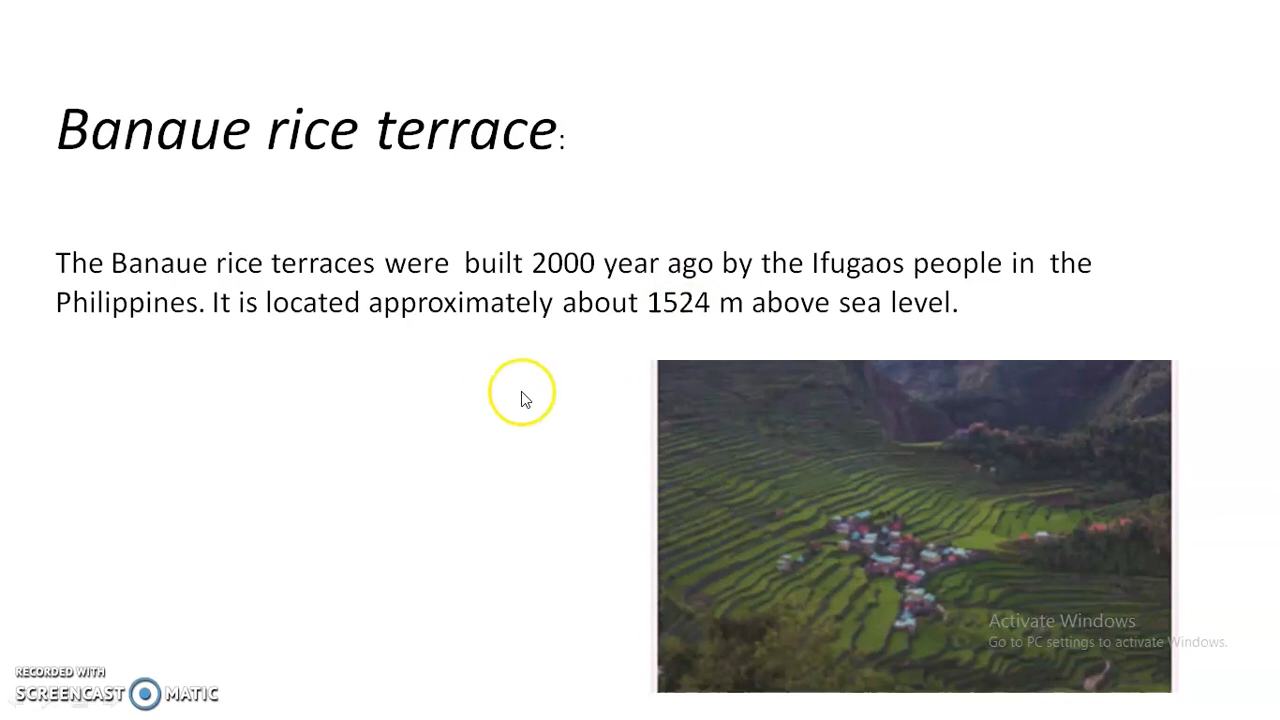 Banaue rice terrace:
The Banaue rice terraces were built 2000 year ago by the Ifugaos people in the
Philippines. It is located approximately about 1524 m above sea level.
Activate Windows
Go to PC settings to activate Windows.
RECORDED WITH
SCREENCAST MATIC